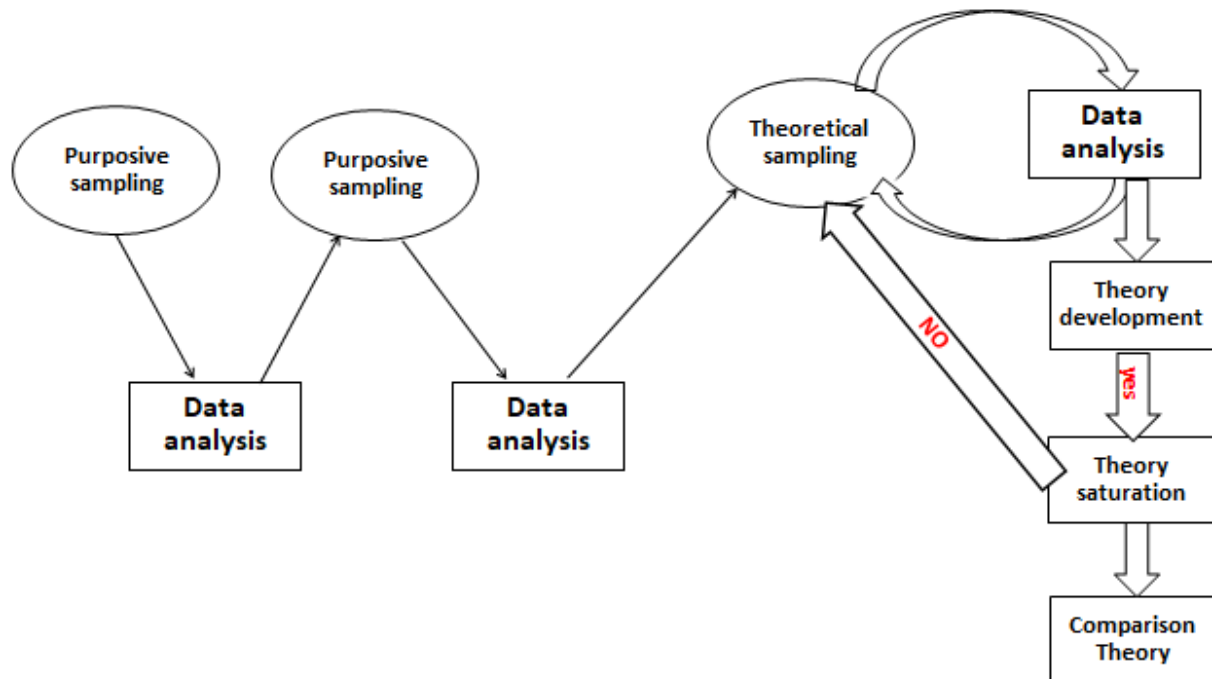 Purposive
sampling
Data
analysis
Purposive
sampling
Data
analysis
Theoretical
sampling
Data
analysis
Theory
development
yes
Theory
saturation
NO
Comparison
Theory